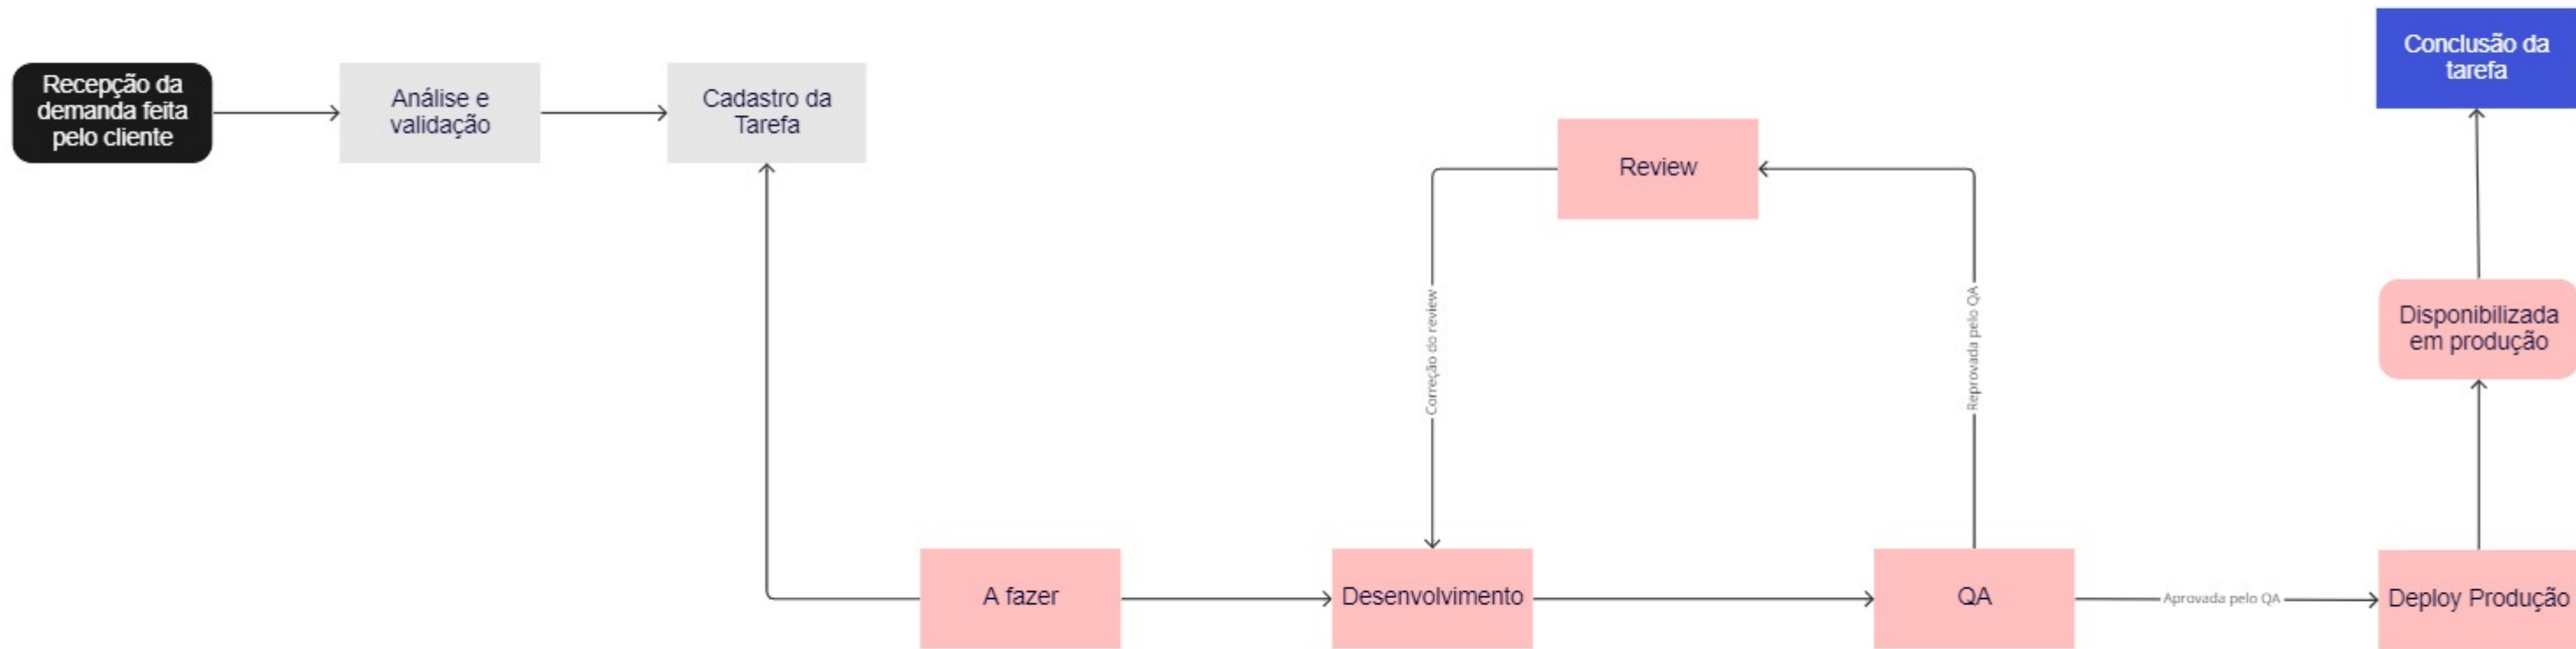 Recepção da
demanda feita
pelo cliente
Análise e
validação
Cadastro da
Tarefa
Conclusão da
tarefa
Review
Correção do review
Reprovada pelo QA
Disponibilizada
em produção
A fazer
Desenvolvimento
QA
Aprovada pelo QA
Deploy Produção